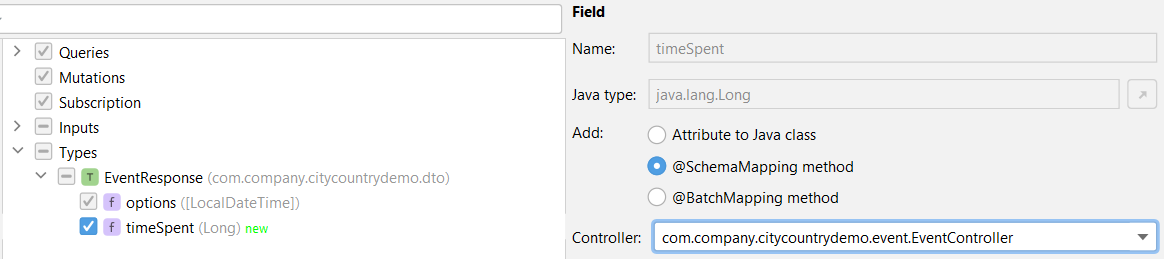 Queries
Mutations
Subscription
Inputs
Types
T EventResponse (com.company.citycountrydemo.dto)
f options ([LocalDateTime])
f timeSpent (Long) new
Field
Name: timeSpent
Java type: java.lang.Long
Add: Attribute to Java class
@SchemaMapping method
@BatchMapping method
Controller: com.company.citycountrydemo.event.EventController